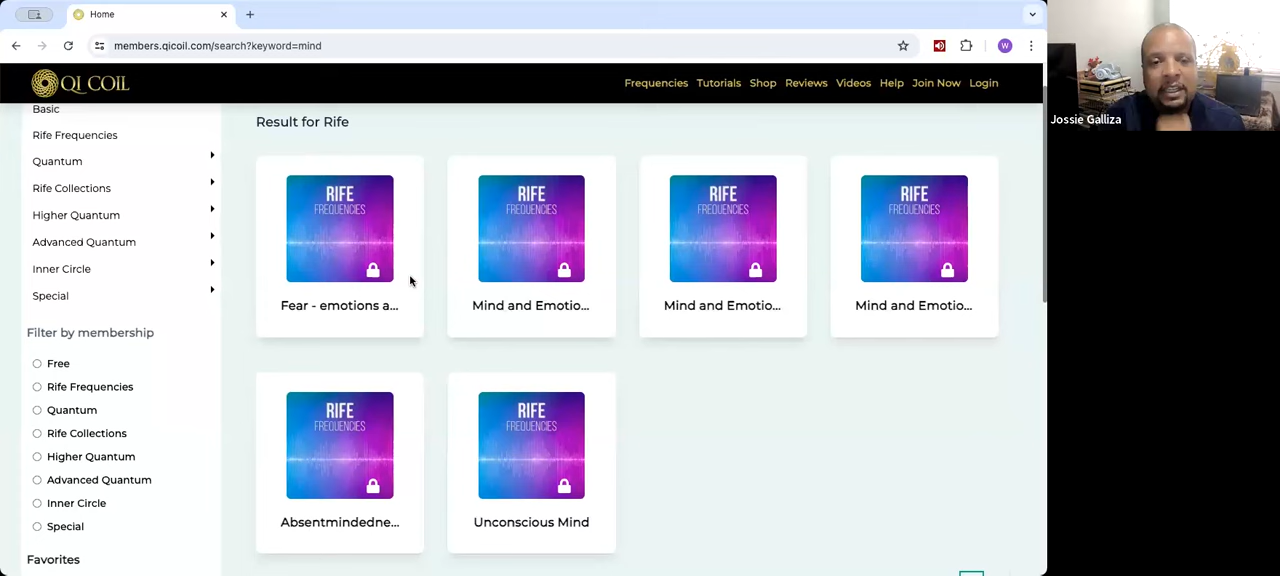 Home
members.qicoil.com/search?keyword=mind
W
QI COIL
Frequencies Tutorials Shop Reviews Videos Help Join Now Login
Jossie Galliza
Basic
Rife Frequencies
Quantum
Rife Collections
Higher Quantum
Advanced Quantum
Inner Circle
Special
Filter by membership
Free
Rife Frequencies
Quantum
Rife Collections
Higher Quantum
Advanced Quantum
Inner Circle
Special
Favorites
Result for Rife
RIFE
FREQUENCIES
Fear - emotions a...
RIFE
FREQUENCIES
Mind and Emotio...
RIFE
FREQUENCIES
Mind and Emotio...
RIFE
FREQUENCIES
Mind and Emotio...
RIFE
FREQUENCIES
Absentmindedne...
RIFE
FREQUENCIES
Unconscious Mind